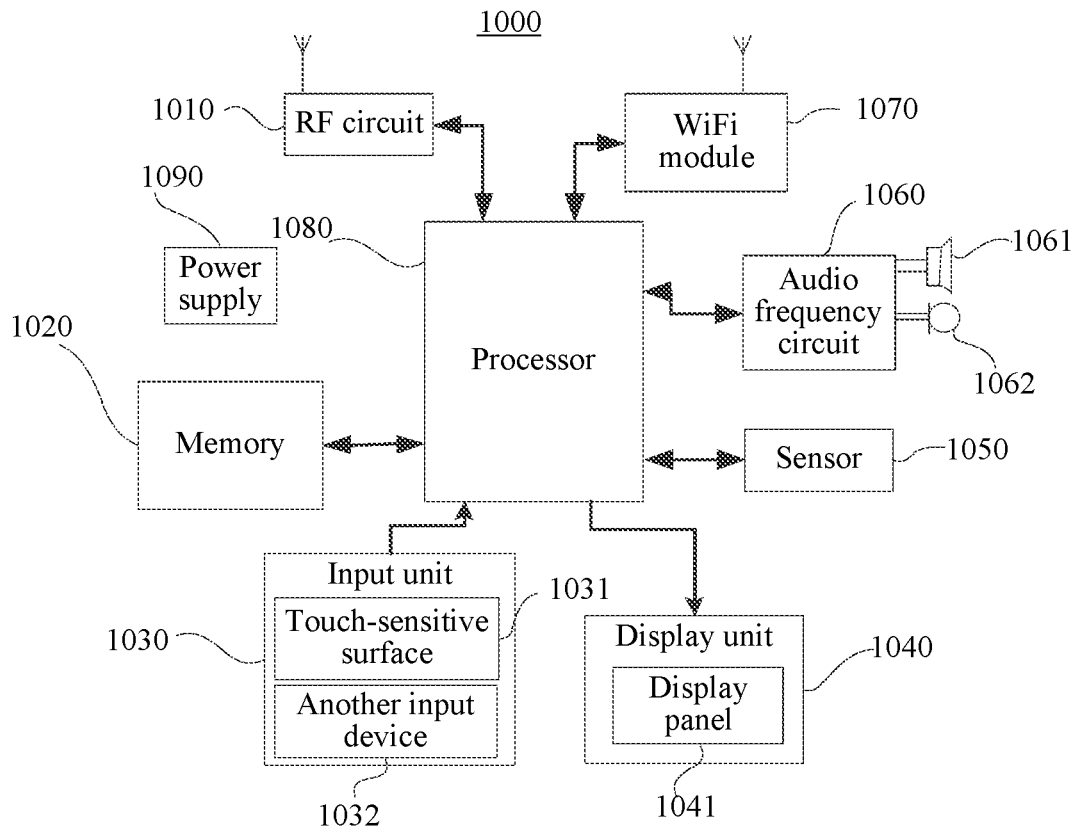 1000
1010
RF circuit
WiFi
module
1070
1090
Power
supply
1080
Processor
1060
Audio
frequency
circuit
1061
1062
1020
Memory
Sensor
1050
Input unit
1030
Touch-sensitive
surface
1031
Another input
device
1032
Display unit
1040
Display
panel
1041